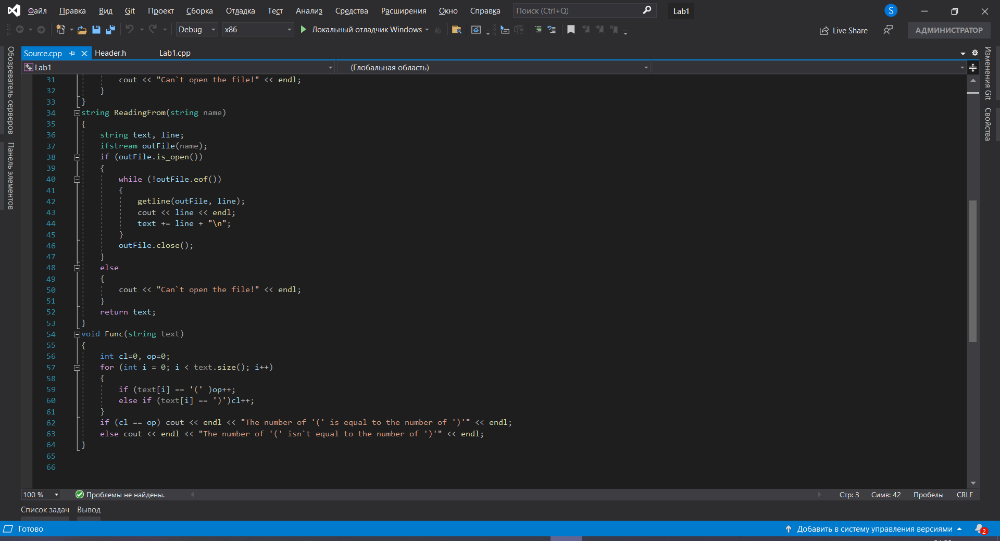 Файл Правка Вид Git Проект Сборка Отладка Тест Анализ Средства Расширения Окно Справка Поиск (Ctrl+Q) Lab1 S
Debug x86 Локальный отладчик Windows Live Share АДМИНИСТРАТОР
Обозреватель серверов
Панель элементов
Source.cpp Header.h Lab1.cpp
Lab1 (Глобальная область)
31 cout << "Can`t open the file!" << endl;
32 }
33 }
34 string ReadingFrom(string name)
35 {
36 string text, line;
37 ifstream outFile(name);
38 if (outFile.is_open())
39 {
40 while (!outFile.eof())
41 {
42 getline(outFile, line);
43 cout << line << endl;
44 text += line + "\n";
45 }
46 outFile.close();
47 }
48 else
49 {
50 cout << "Can`t open the file!" << endl;
51 }
52 return text;
53 }
54 void Func(string text)
55 {
56 int cl=0, op=0;
57 for (int i = 0; i < text.size(); i++)
58 {
59 if (text[i] == '(' )op++;
60 else if (text[i] == ')')cl++;
61 }
62 if (cl == op) cout << endl << "The number of '(' is equal to the number of ')'" << endl;
63 else cout << endl << "The number of '(' isn`t equal to the number of ')'" << endl;
64 }
65
66
Изменения Git
Свойства
100 % Проблемы не найдены. Стр: 3 Симв: 42 Пробелы CRLF
Список задач Вывод
Готово Добавить в систему управления версиями 2